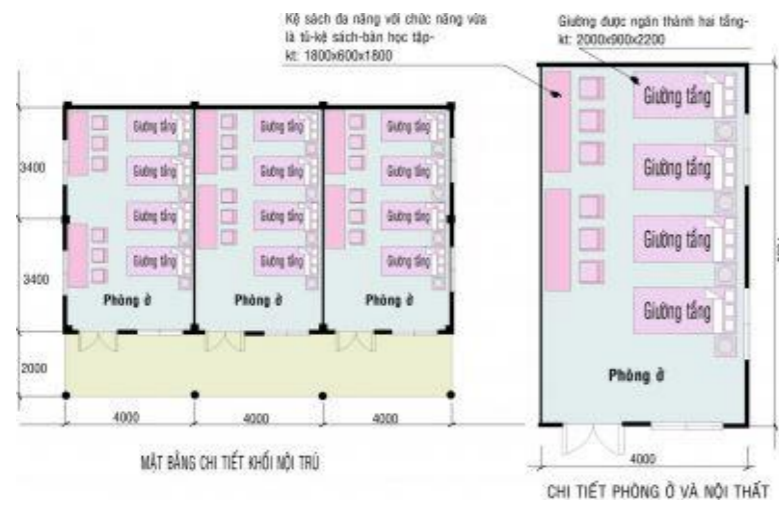 Kệ sách đa năng với chức năng vừa
là tủ-kệ sách-bàn học tập-
kt: 1800x600x1800
Giường được ngăn thành hai tầng-
kt: 2000x900x2200
Giường tầng
Giường tầng
Giường tầng
Giường tầng
Giường tầng
Giường tầng
Giường tầng
Giường tầng
Giường tầng
Giường tầng
Giường tầng
Giường tầng
Phòng ở
Phòng ở
Phòng ở
3400
3400
2000
4000
4000
4000
MẶT BẰNG CHI TIẾT KHỐI NỘI TRÚ
Giường tầng
Giường tầng
Giường tầng
Giường tầng
Phòng ở
4000
CHI TIẾT PHÒNG Ở VÀ NỘI THẤT